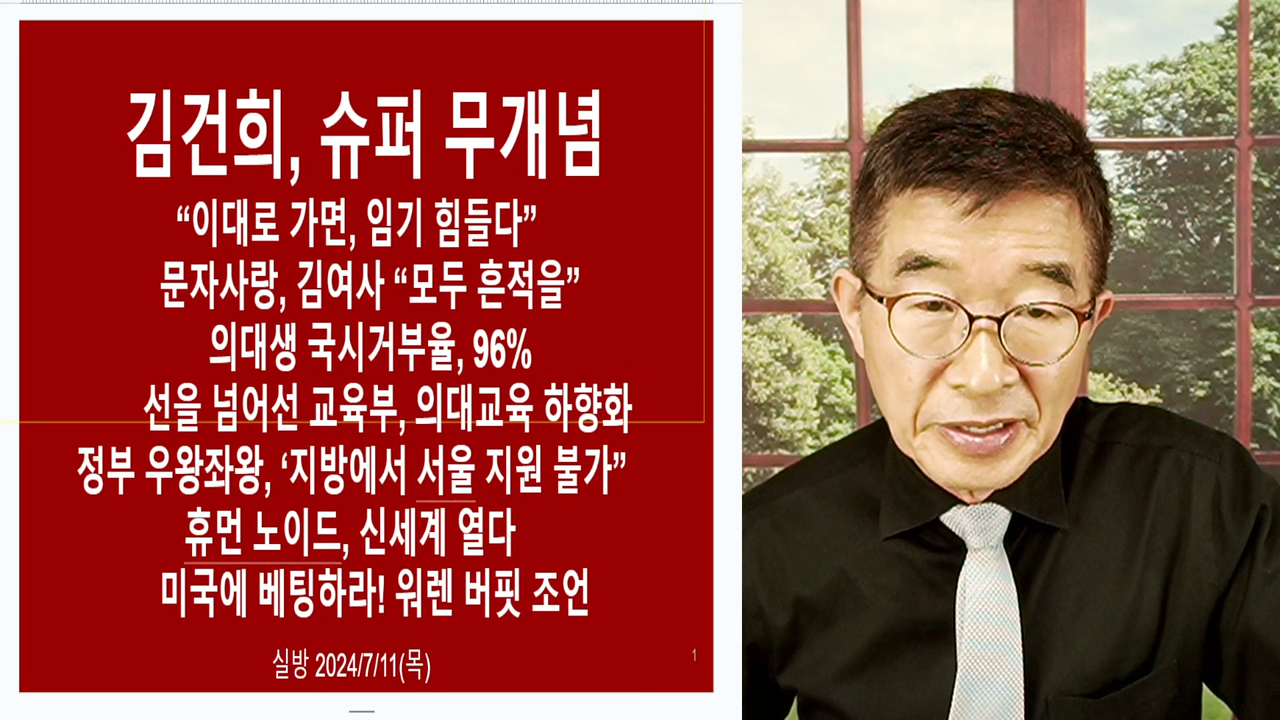 김건희, 슈퍼 무개념
“이대로 가면, 임기 힘들다”
문자사랑, 김여사 “모두 흔적을”
의대생 국시거부율, 96%
선을 넘어선 교육부, 의대교육 하향화
정부 우왕좌왕, ‘지방에서 서울 지원 불가”
휴먼 노이드, 신세계 열다
미국에 베팅하라! 워렌 버핏 조언
실방 2024/7/11(목)
1